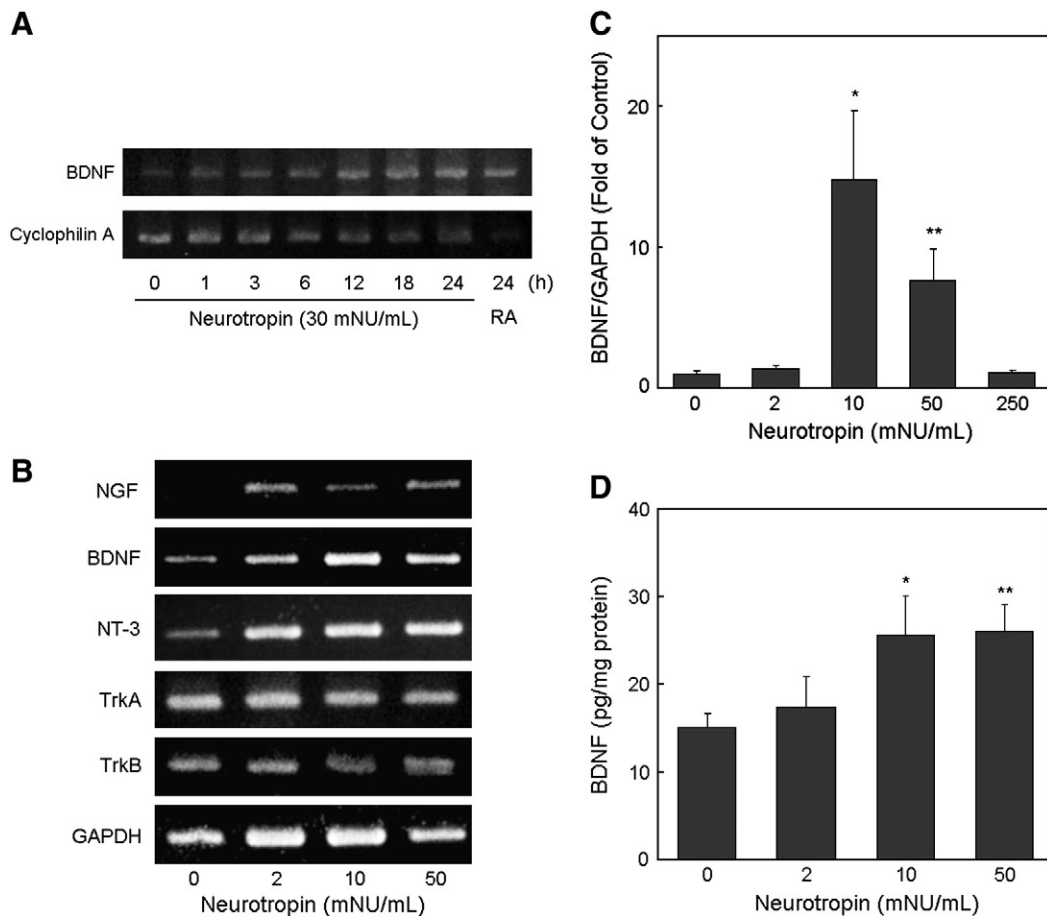 A
BDNF
Cyclophilin A
0 1 3 6 12 18 24 24 (h)
Neurotropin (30 mNU/mL) RA
B
NGF
BDNF
NT-3
TrkA
TrkB
GAPDH
0 2 10 50
Neurotropin (mNU/mL)
C
BDNF/GAPDH (Fold of Control)
20
10
0
*
**
0 2 10 50 250
Neurotropin (mNU/mL)
D
BDNF (pg/mg protein)
40
30
20
10
0
*
**
0 2 10 50
Neurotropin (mNU/mL)